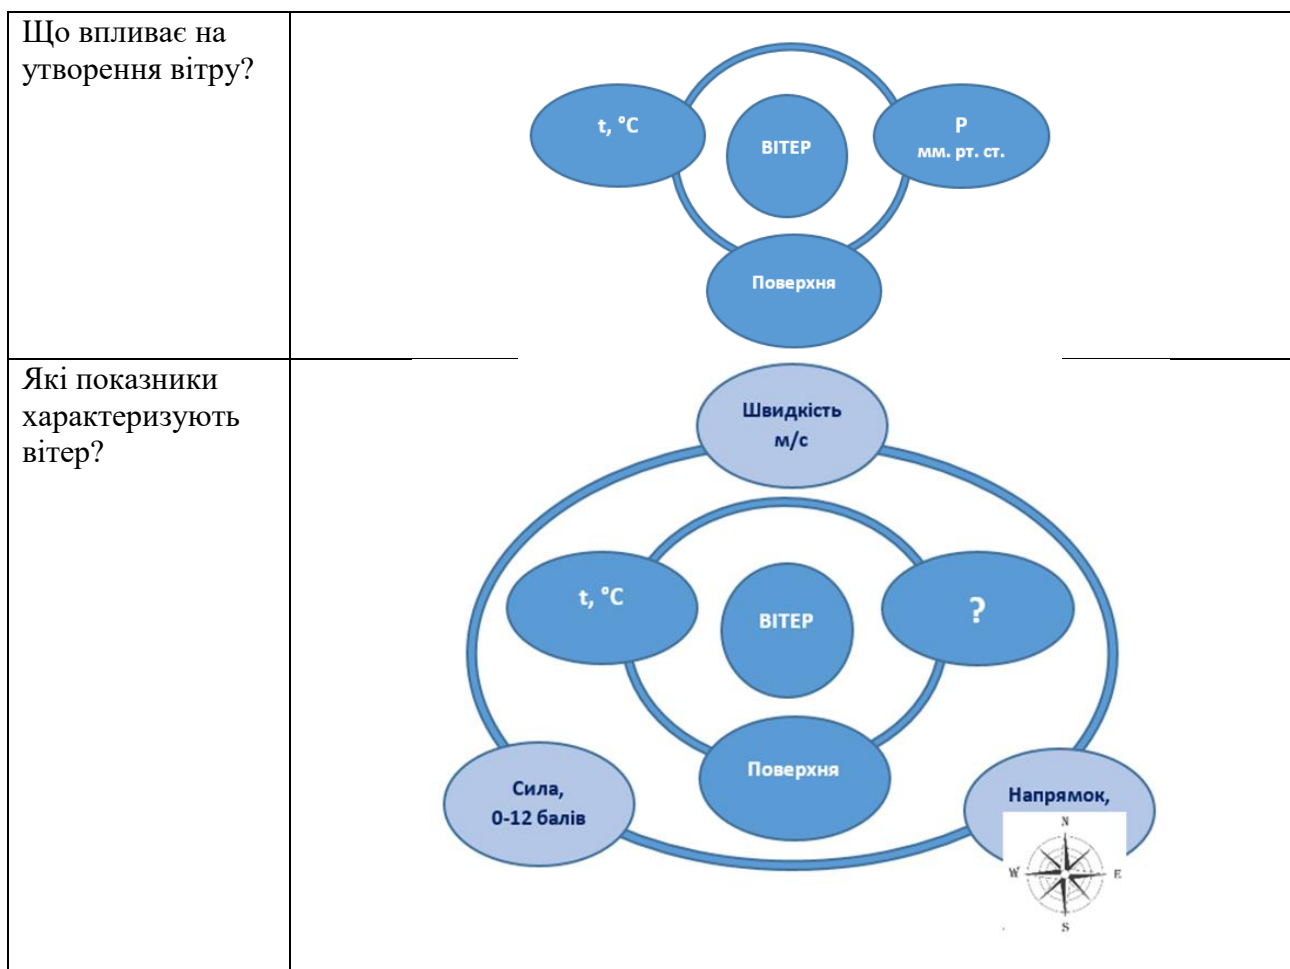 Що впливає на
утворення вітру?
t, °C
ВІТЕР
Р
мм. рт. ст.
Поверхня
Які показники
характеризують
вітер?
Швидкість
м/с
t, °C
ВІТЕР
?
Поверхня
Сила,
0-12 балів
Напрямок,
N
W
E
S